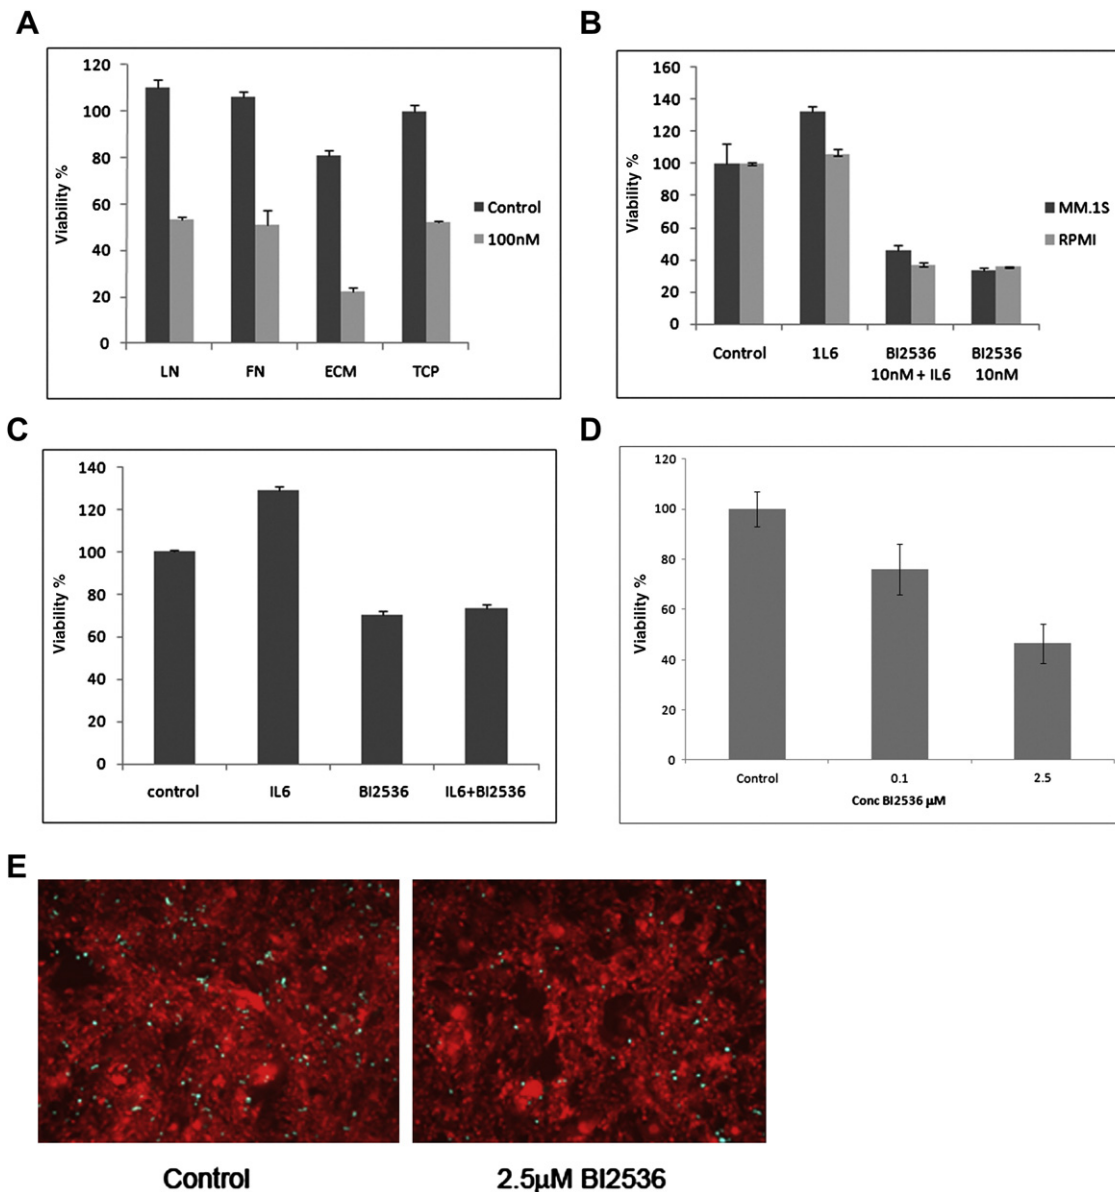 A
120
100
80
60
40
20
0
Viability %
LN FN ECM TCP
Control
100nM
B
160
140
120
100
80
60
40
20
0
Viability %
Control 1L6 BI2536 BI2536
10nM + IL6 10nM
MM.1S
RPMI
C
140
120
100
80
60
40
20
0
Viability %
control IL6 BI2536 IL6+BI2536
D
120
100
80
60
40
20
0
Viability %
Control 0.1 2.5
Conc BI2536 µM
E
Control 2.5µM BI2536